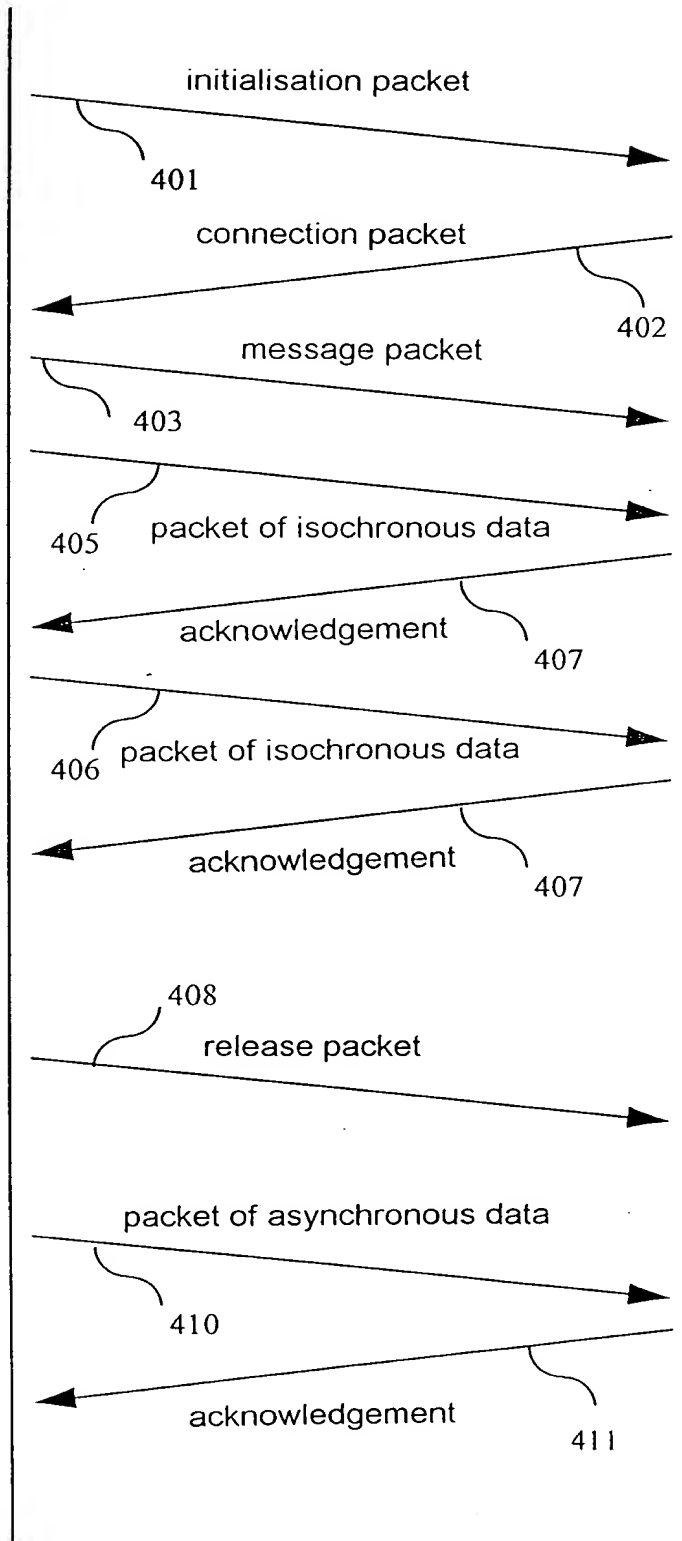 initialisation packet
401
connection packet
402
message packet
403
405
packet of isochronous data
acknowledgement
407
406
packet of isochronous data
acknowledgement
407
408
release packet
packet of asynchronous data
410
acknowledgement
411